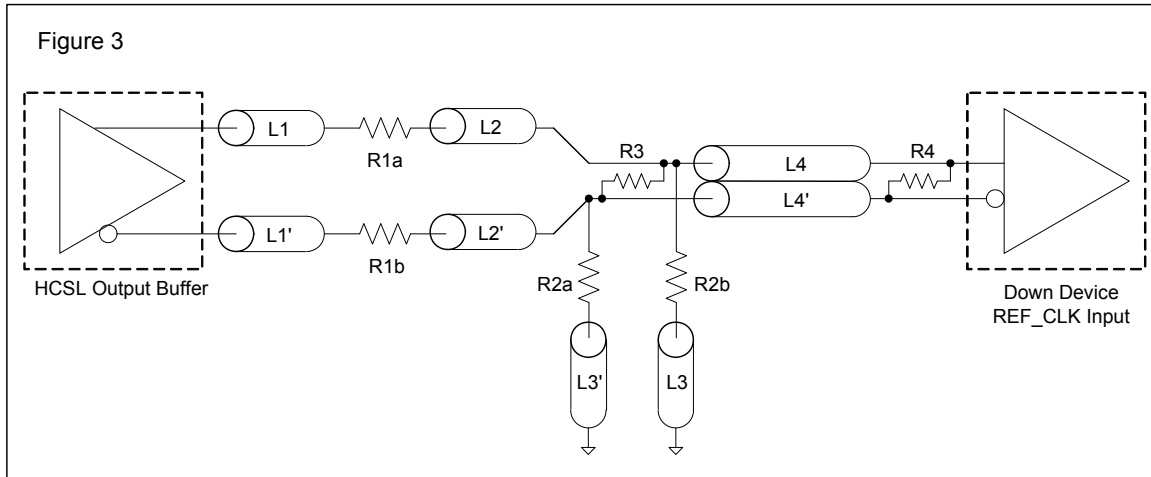 Figure 3
L1
R1a
L2
R3
L4
R4
L1'
R1b
L2'
L4'
HCSL Output Buffer
R2a
R2b
Down Device
REF_CLK Input
L3'
L3